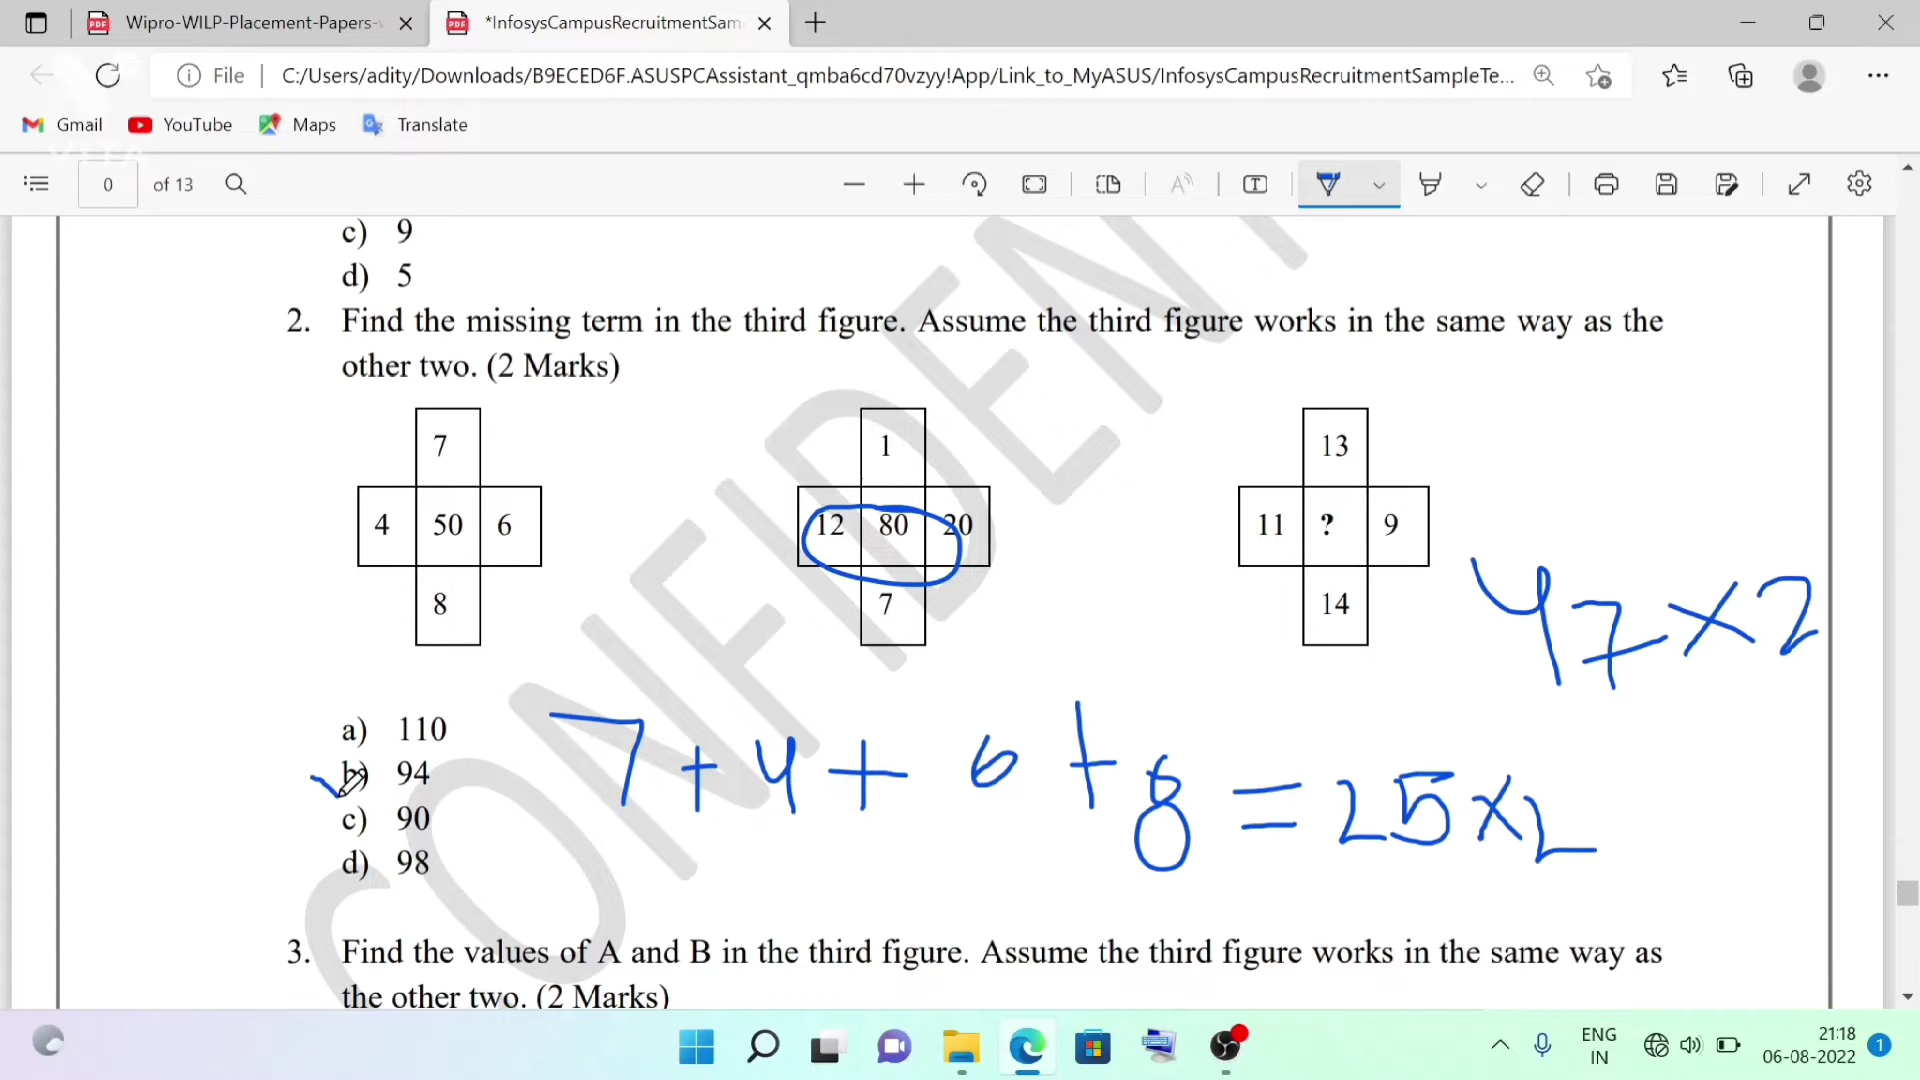 Wipro-WILP-Placement-Papers-
*InfosysCampusRecruitmentSam
File
C:/Users/adity/Downloads/B9ECED6F.ASUSPCAssistant_qmba6cd70vzyy!App/Link_to_MyASUS/InfosysCampusRecruitmentSampleTe...
Gmail YouTube Maps Translate
0 of 13
c) 9
d) 5
2. Find the missing term in the third figure. Assume the third figure works in the same way as the
other two. (2 Marks)
7 1 13
4 50 6 12 80 20 11 ? 9
8 7 14
47×2
a) 110
b) 94
c) 90
d) 98
7+4+6+8=25×2
3. Find the values of A and B in the third figure. Assume the third figure works in the same way as
the other two. (2 Marks)
CONFIDENT
ENG
IN
21:18
06-08-2022
1